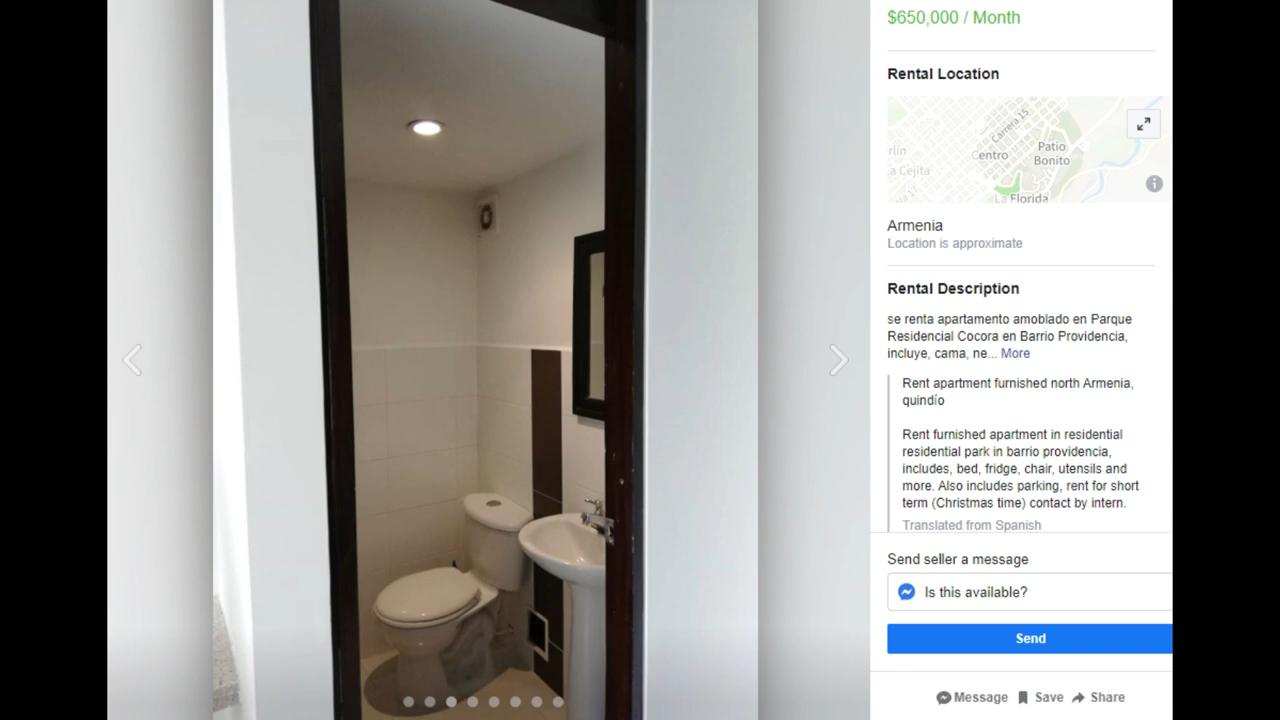 $650,000 / Month
Rental Location
Carrera 15
Centro
Patio
Bonito
rlín
a Cejita
La Florida
Armenia
Location is approximate
Rental Description
se renta apartamento amoblado en Parque
Residencial Cocora en Barrio Providencia,
incluye, cama, ne... More
Rent apartment furnished north Armenia,
quindío
Rent furnished apartment in residential
residential park in barrio providencia,
includes, bed, fridge, chair, utensils and
more. Also includes parking, rent for short
term (Christmas time) contact by intern.
Translated from Spanish
Send seller a message
Is this available?
Send
Message Save Share